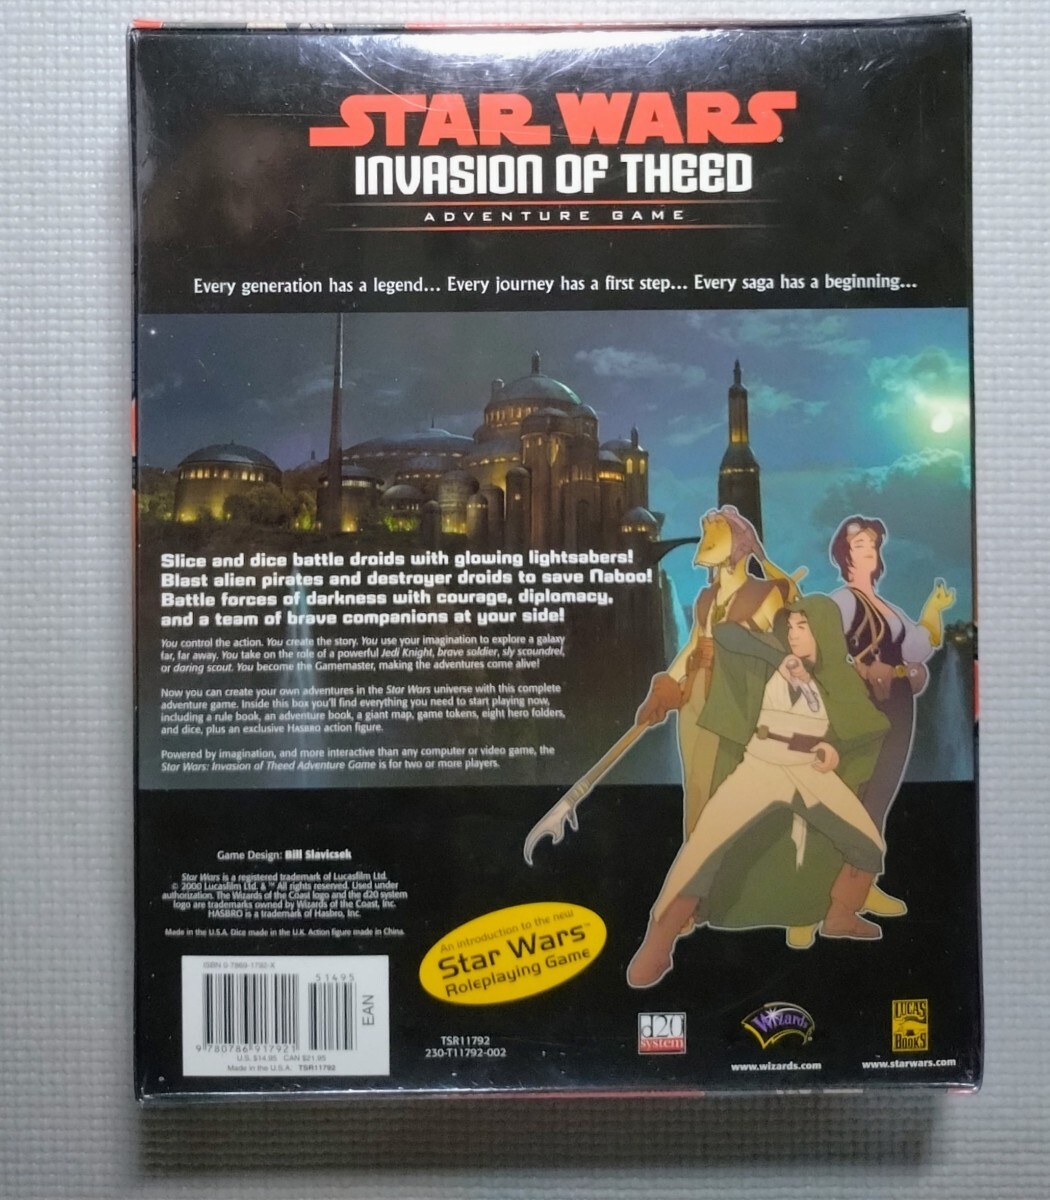 STAR WARS®
INVASION OF THEED
ADVENTURE GAME
Every generation has a legend... Every journey has a first step... Every saga has a beginning...
Slice and dice battle droids with glowing lightsabers!
Blast alien pirates and destroyer droids to save Naboo!
Battle forces of darkness with courage, diplomacy,
and a team of brave companions at your side!
You control the action. You create the story. You use your imagination to explore a galaxy
far, far away. You take on the role of a powerful Jedi Knight, brave soldier, sly scoundrel,
or daring scout. You become the Gamemaster, making the adventures come alive!
Now you can create your own adventures in the Star Wars universe with this complete
adventure game. Inside this box you'll find everything you need to start playing now,
including a rule book, an adventure book, a giant map, game tokens, eight hero folders,
and dice, plus an exclusive HASBRO action figure.
Powered by imagination, and more interactive than any computer or video game, the
Star Wars: Invasion of Theed Adventure Game is for two or more players.
Game Design: Bill Slavicsek
Star Wars is a registered trademark of Lucasfilm Ltd.
© 2000 Lucasfilm Ltd. & ™ All rights reserved. Used under
authorization. The Wizards of the Coast logo and the d20 system
logo are trademarks owned by Wizards of the Coast, Inc.
HASBRO is a trademark of Hasbro, Inc.
Made in the U.S.A. Dice made in the U.K. Action figure made in China.
An introduction to the new
Star Wars™
Roleplaying Game
ISBN 0-7869-1792-X
51495
EAN
9 780786 917921
U.S. $14.95 CAN $21.95
Made in the U.S.A. TSR11792
TSR11792
230-T11792-002
d20
system
Wizards
www.wizards.com
LUCAS
BOOKS
www.starwars.com